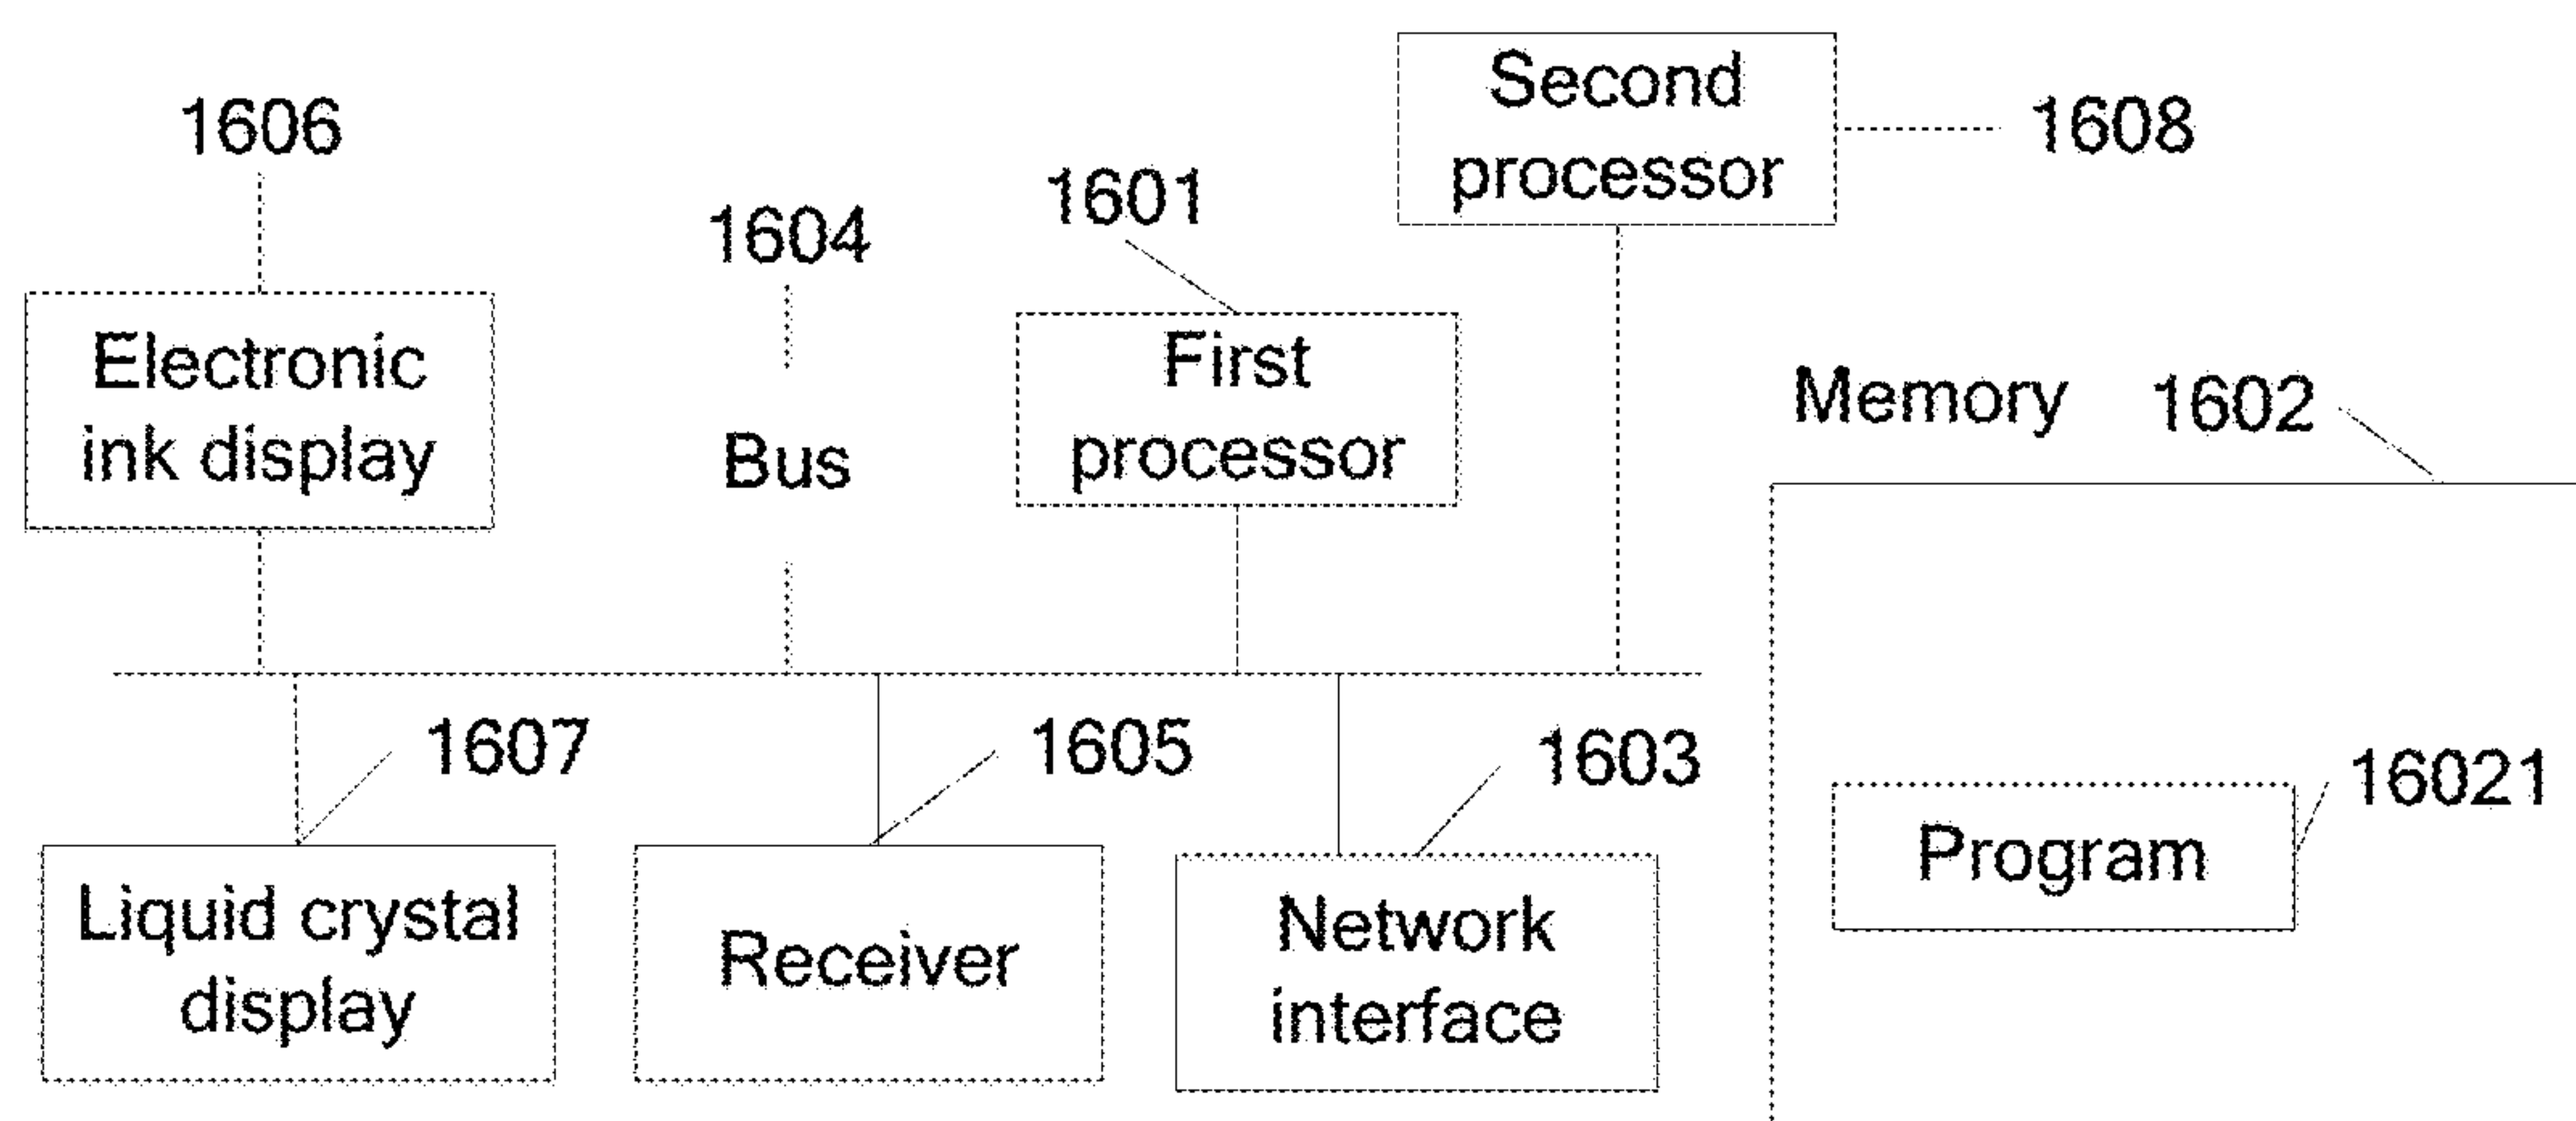 Second
processor
1608
1606
1601
1604
Electronic
ink display
First
processor
Memory 1602
Bus
1607
1605
1603
16021
Program
Liquid crystal
display
Receiver
Network
interface